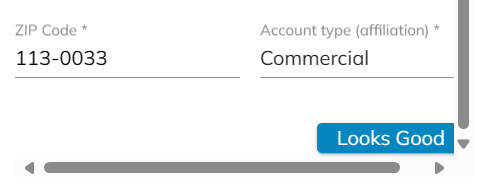 ZIP Code *
Account type (affiliation) *
113-0033
Commercial
Looks Good